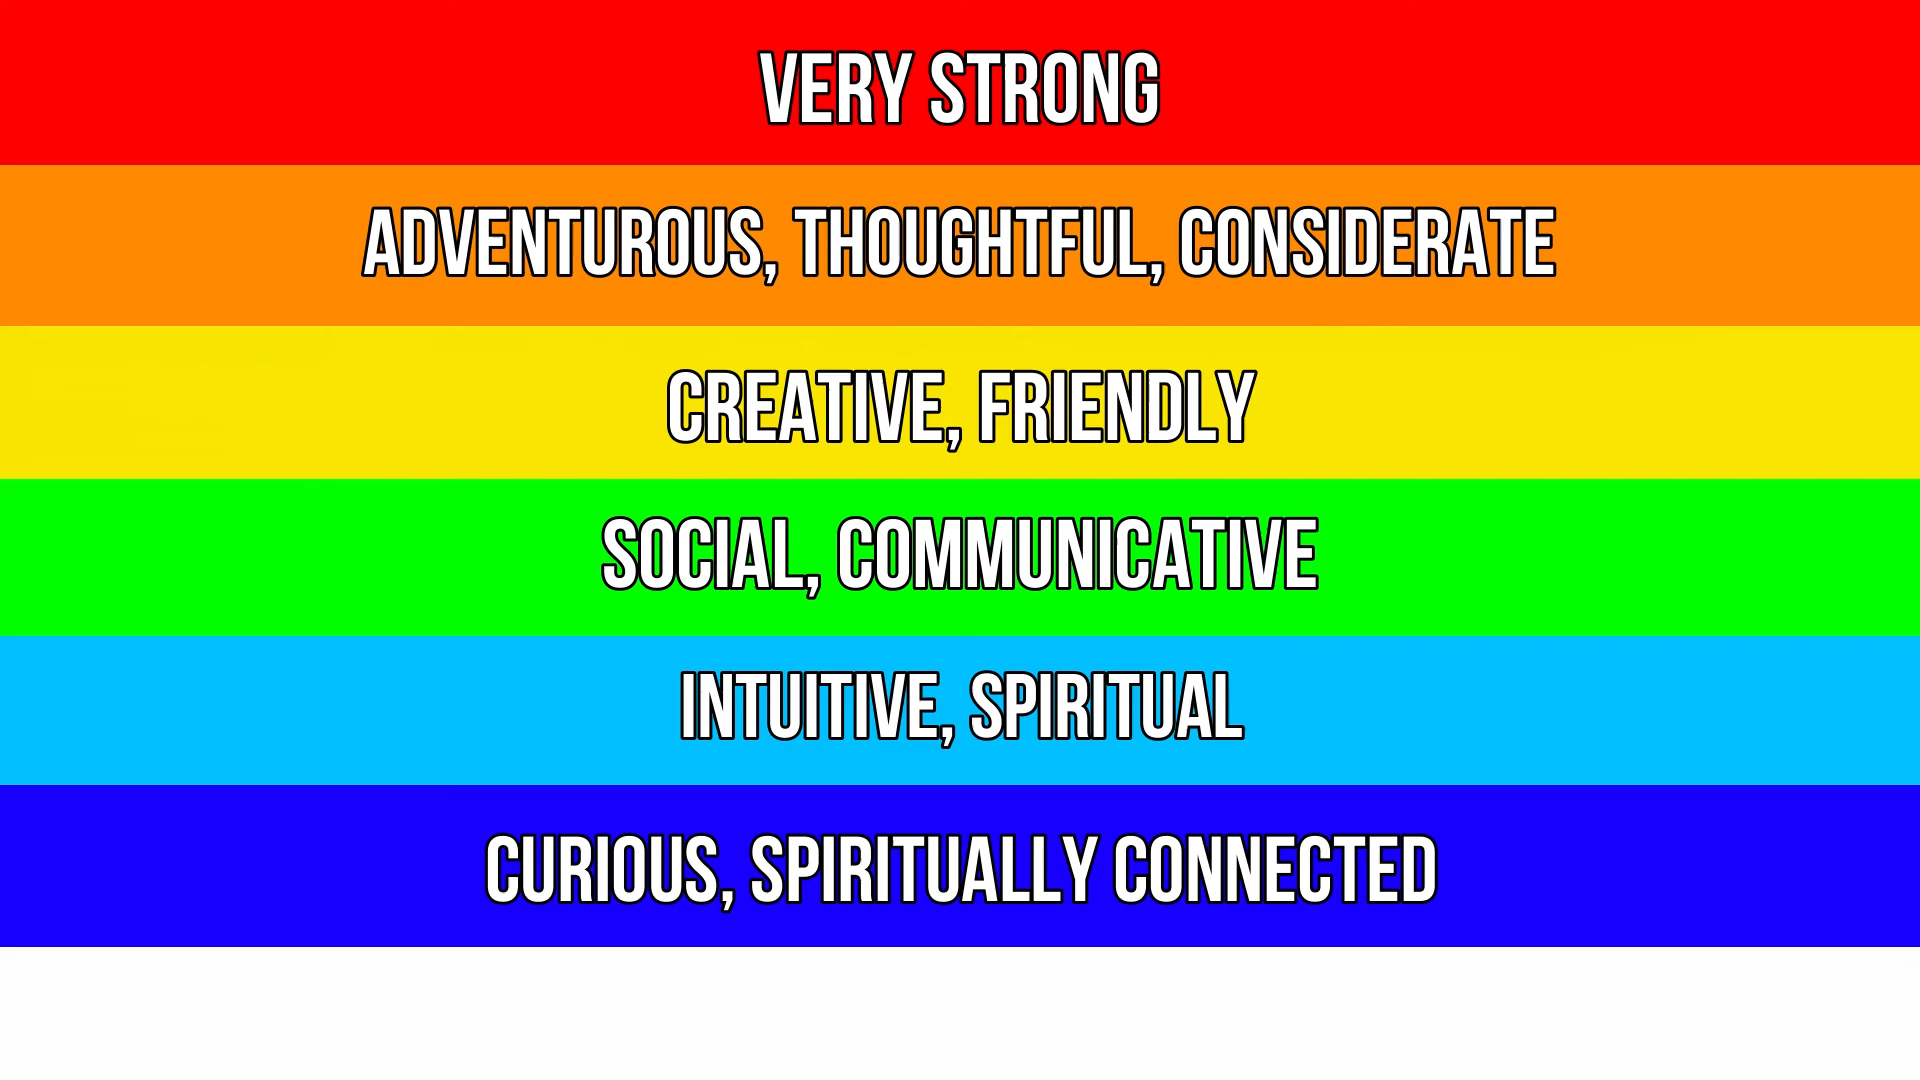 VERY STRONG
ADVENTUROUS, THOUGHTFUL, CONSIDERATE
CREATIVE, FRIENDLY
SOCIAL, COMMUNICATIVE
INTUITIVE, SPIRITUAL
CURIOUS, SPIRITUALLY CONNECTED